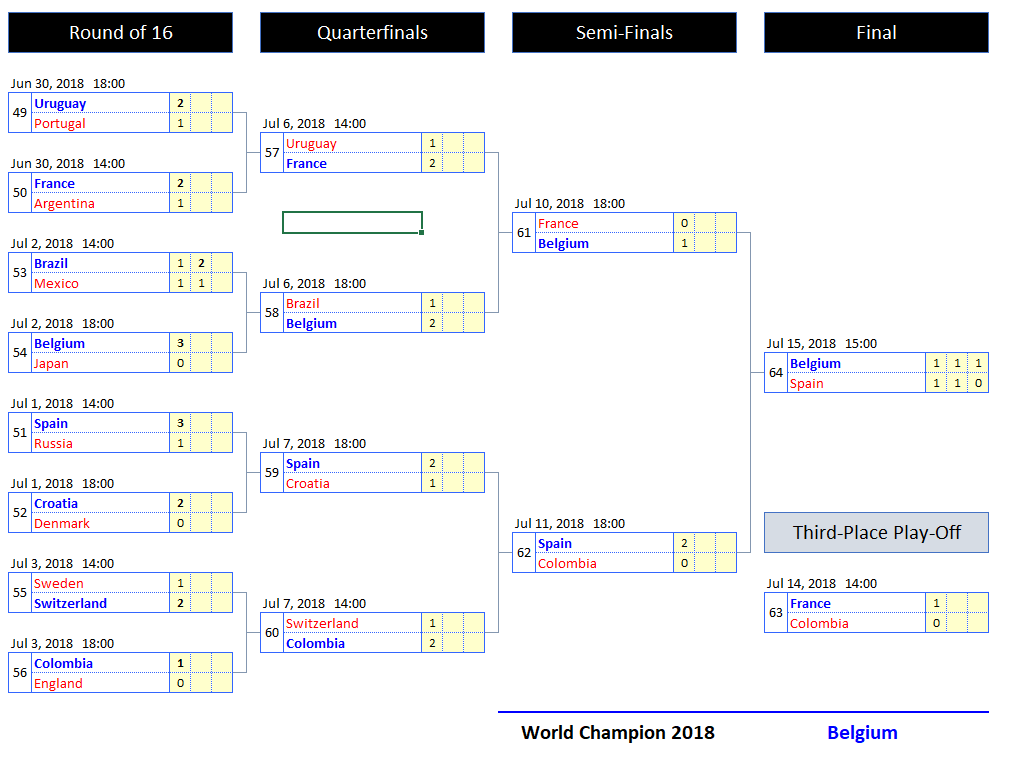 Round of 16
Quarterfinals
Semi-Finals
Final
Jun 30, 2018 18:00
49
Uruguay 2
Portugal 1
Jun 30, 2018 14:00
50
France 2
Argentina 1
Jul 2, 2018 14:00
53
Brazil 1 2
Mexico 1 1
Jul 2, 2018 18:00
54
Belgium 3
Japan 0
Jul 1, 2018 14:00
51
Spain 3
Russia 1
Jul 1, 2018 18:00
52
Croatia 2
Denmark 0
Jul 3, 2018 14:00
55
Sweden 1
Switzerland 2
Jul 3, 2018 18:00
56
Colombia 1
England 0
Jul 6, 2018 14:00
57
Uruguay 1
France 2
Jul 6, 2018 18:00
58
Brazil 1
Belgium 2
Jul 7, 2018 18:00
59
Spain 2
Croatia 1
Jul 7, 2018 14:00
60
Switzerland 1
Colombia 2
Jul 10, 2018 18:00
61
France 0
Belgium 1
Jul 11, 2018 18:00
62
Spain 2
Colombia 0
Jul 15, 2018 15:00
64
Belgium 1 1 1
Spain 1 1 0
Third-Place Play-Off
Jul 14, 2018 14:00
63
France 1
Colombia 0
World Champion 2018 Belgium